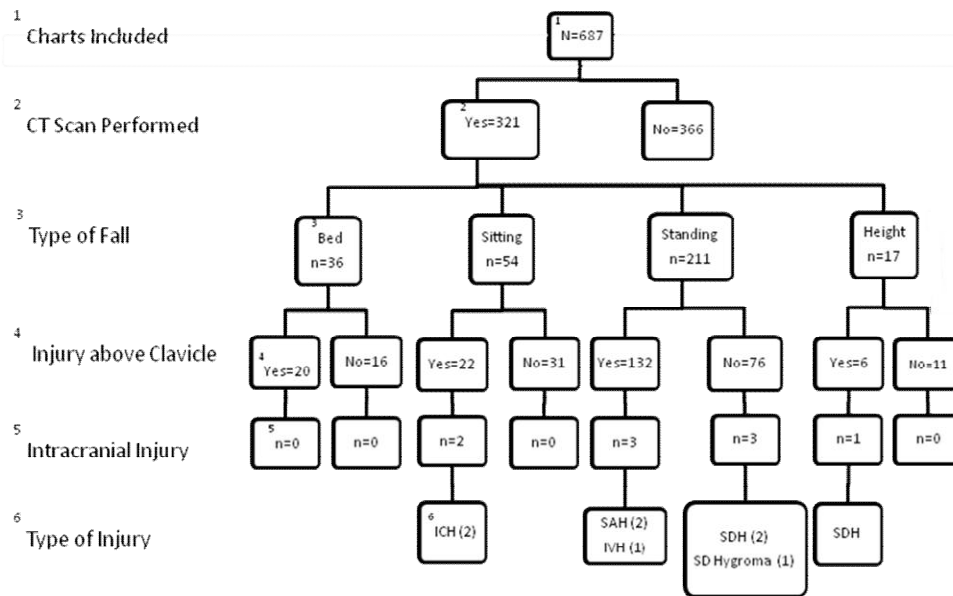 1
Charts Included
1
N=687
2
CT Scan Performed
2
Yes=321
No=366
3
Type of Fall
3
Bed
n=36
Sitting
n=54
Standing
n=211
Height
n=17
4
Injury above Clavicle
4
Yes=20
No=16
Yes=22
No=31
Yes=132
No=76
Yes=6
No=11
5
Intracranial Injury
5
n=0
n=0
n=2
n=0
n=3
n=3
n=1
n=0
6
Type of Injury
6
ICH (2)
SAH (2)
IVH (1)
SDH (2)
SD Hygroma (1)
SDH